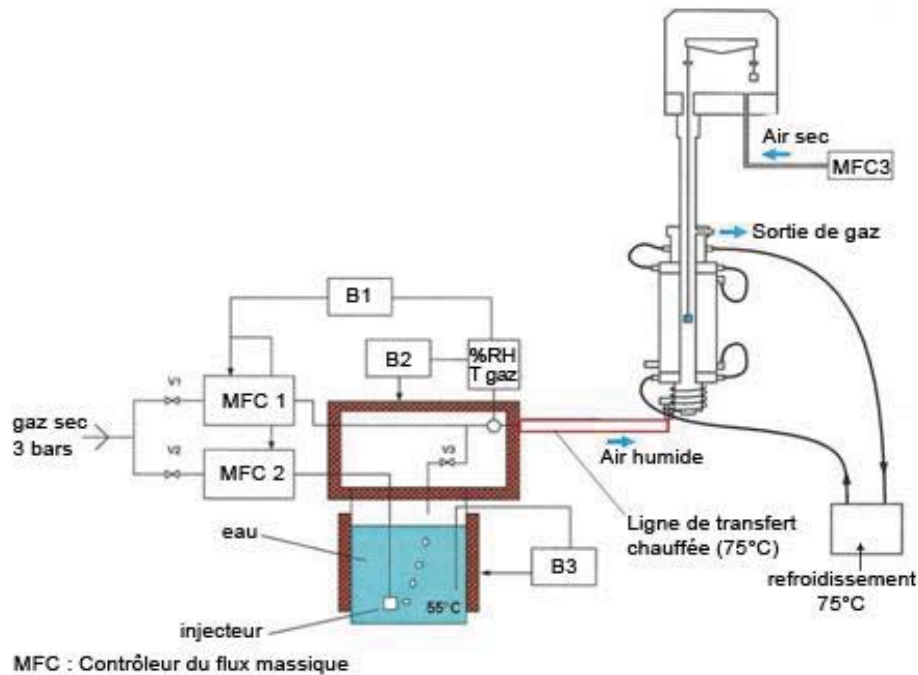 Air sec
MFC3
Sortie de gaz
B1
B2
%RH
T gaz
V1
MFC 1
gaz sec
3 bars
V2
MFC 2
V3
Air humide
eau
Ligne de transfert
chauffée (75°C)
B3
55°C
refroidissement
75°C
injecteur
MFC : Contrôleur du flux massique